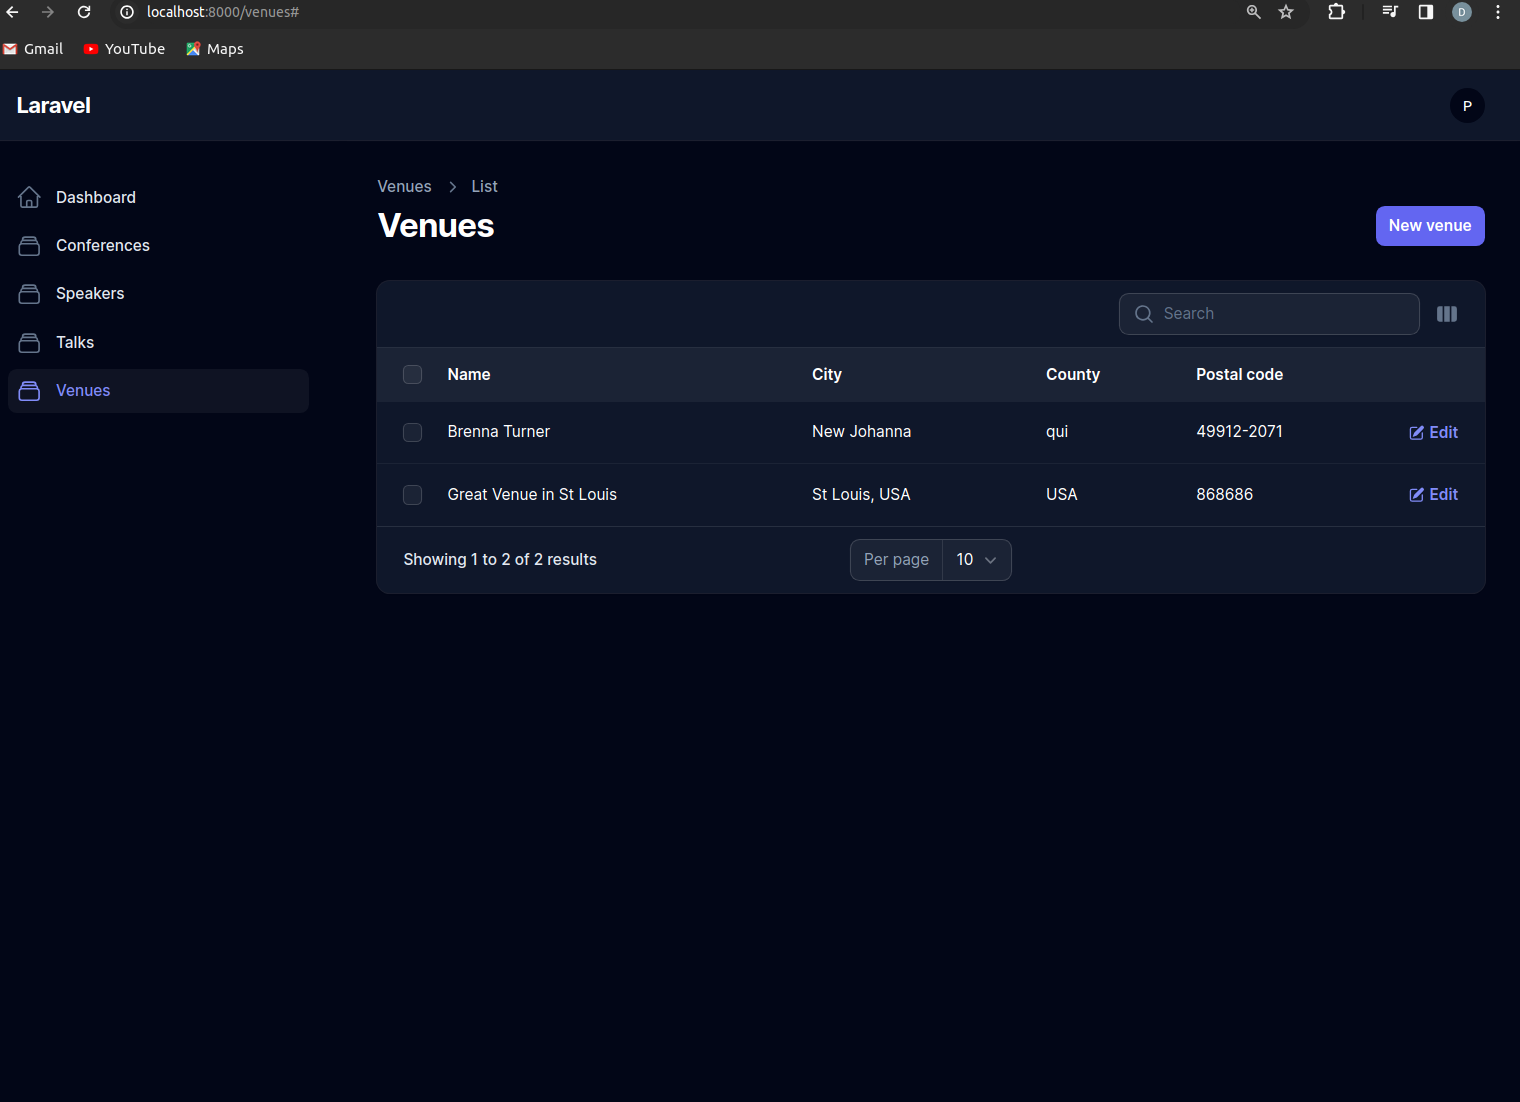 localhost:8000/venues#
D
Gmail YouTube Maps
Laravel
P
Dashboard
Conferences
Speakers
Talks
Venues
Venues List
Venues
New venue
Search
Name City County Postal code
Brenna Turner New Johanna qui 49912-2071 Edit
Great Venue in St Louis St Louis, USA USA 868686 Edit
Showing 1 to 2 of 2 results Per page 10